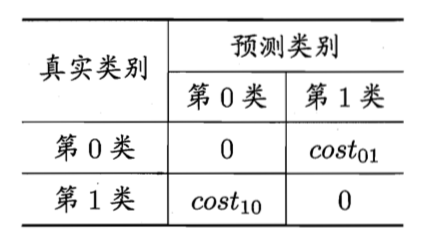 真实类别 预测类别
第 0 类 第 1 类
第 0 类 0 cost₀₁
第 1 类 cost₁₀ 0